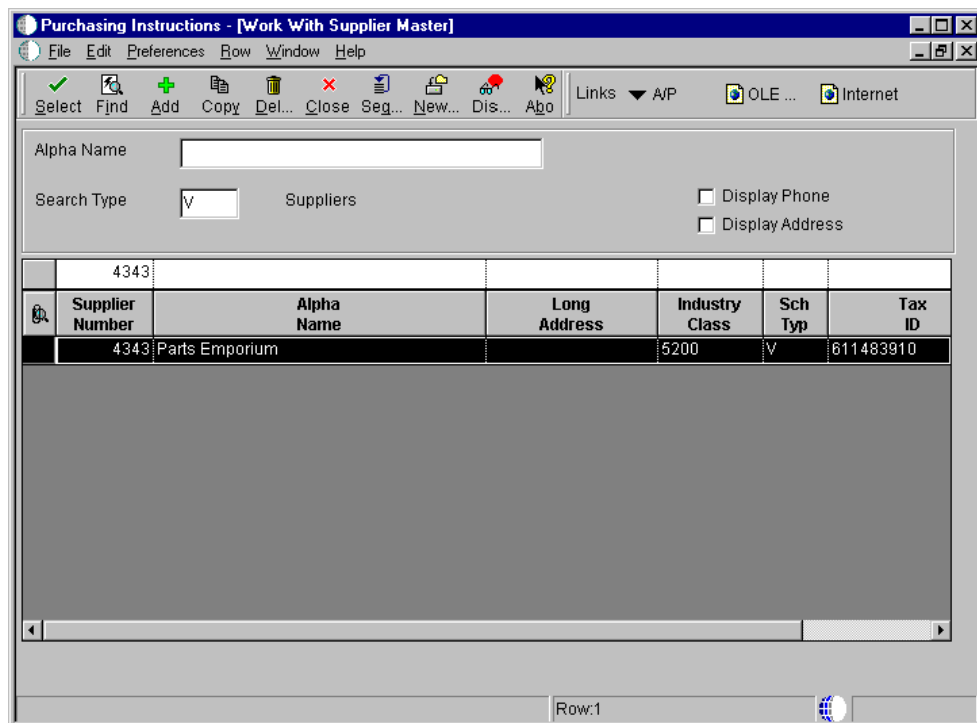 Purchasing Instructions - [Work With Supplier Master]
File Edit Preferences Row Window Help
Select Find Add Copy Del... Close Seq... New... Dis... Abo Links A/P OLE ... Internet
Alpha Name
Search Type V Suppliers Display Phone
Display Address
4343
Supplier Number Alpha Name Long Address Industry Class Sch Typ Tax ID
4343 Parts Emporium 5200 V 611483910
Row:1